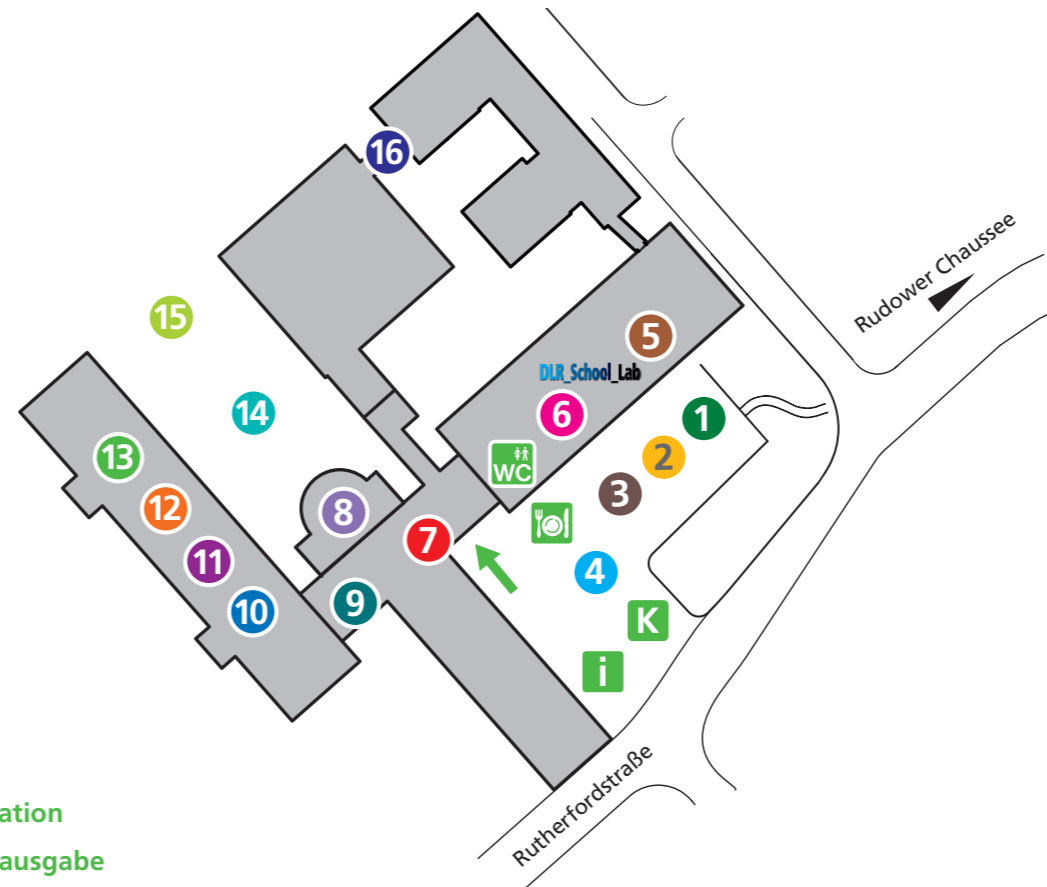 16
Rudower Chaussee
15
5
DLR_School_Lab
14
6
1
13
2
WC
12
3
8
7
11
4
10
9
K
i
Rutherfordstraße
ation
ausgabe